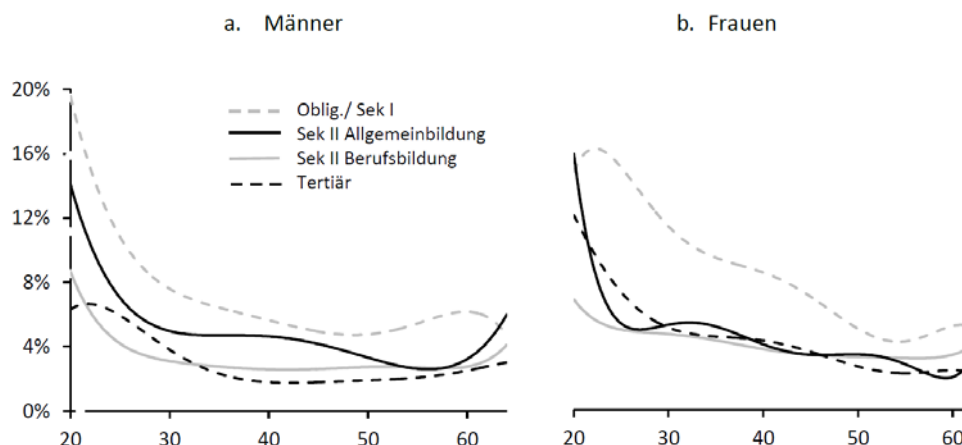 a. Männer
b. Frauen
20%
16%
12%
8%
4%
0%
Oblig./ Sek I
Sek II Allgemeinbildung
Sek II Berufsbildung
Tertiär
20 30 40 50 60
20 30 40 50 60